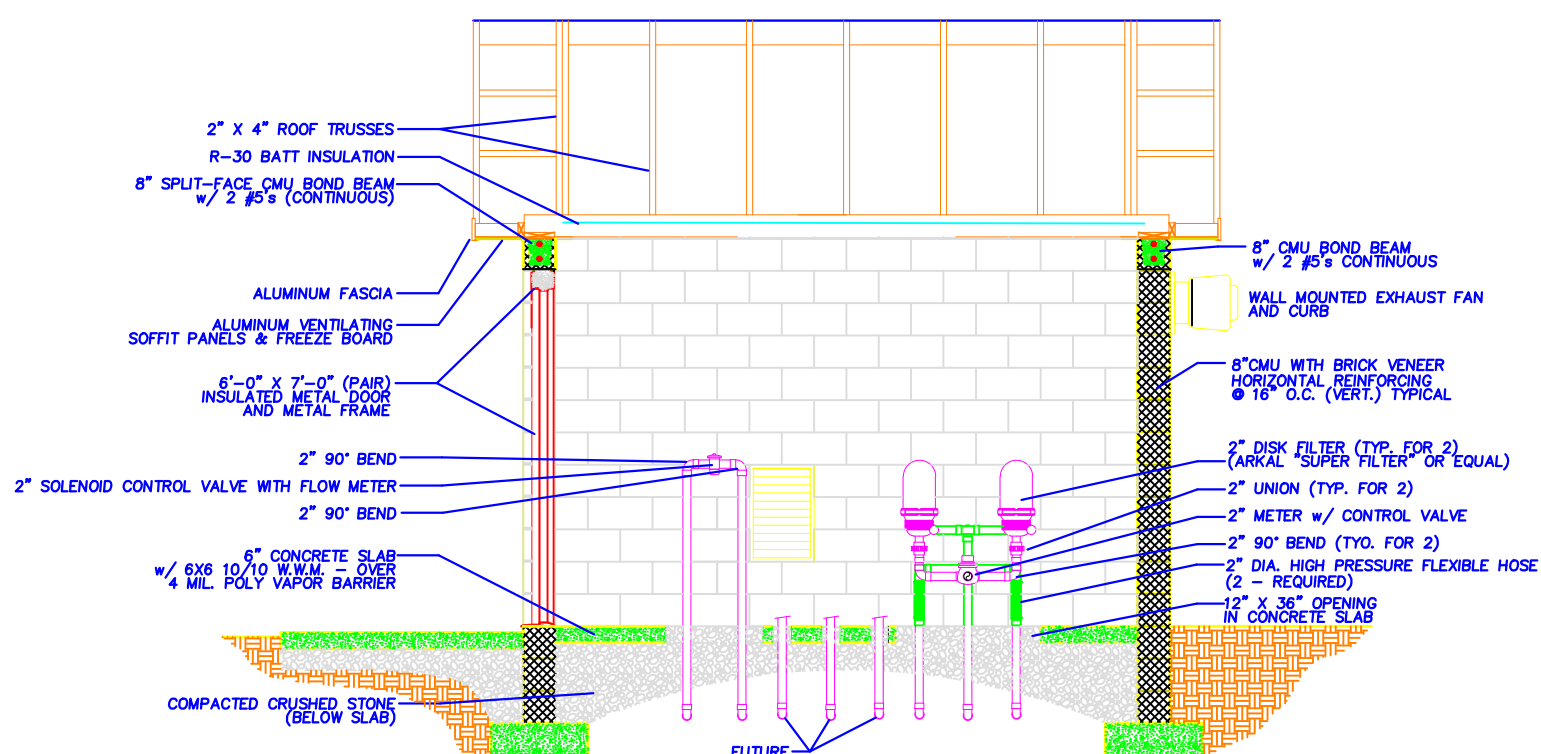 2" X 4" ROOF TRUSSES
R-30 BATT INSULATION
8" SPLIT-FACE CMU BOND BEAM
w/ 2 #5's (CONTINUOUS)
ALUMINUM FASCIA
ALUMINUM VENTILATING
SOFFIT PANELS & FREEZE BOARD
6'-0" X 7'-0" (PAIR)
INSULATED METAL DOOR
AND METAL FRAME
2" 90° BEND
2" SOLENOID CONTROL VALVE WITH FLOW METER
2" 90° BEND
6" CONCRETE SLAB
w/ 6X6 10/10 W.W.M. - OVER
4 MIL. POLY VAPOR BARRIER
COMPACTED CRUSHED STONE
(BELOW SLAB)
FUTURE
8" CMU BOND BEAM
w/ 2 #5's CONTINUOUS
WALL MOUNTED EXHAUST FAN
AND CURB
8"CMU WITH BRICK VENEER
HORIZONTAL REINFORCING
@ 16" O.C. (VERT.) TYPICAL
2" DISK FILTER (TYP. FOR 2)
(ARKAL "SUPER FILTER" OR EQUAL)
2" UNION (TYP. FOR 2)
2" METER w/ CONTROL VALVE
2" 90° BEND (TYO. FOR 2)
2" DIA. HIGH PRESSURE FLEXIBLE HOSE
(2 - REQUIRED)
12" X 36" OPENING
IN CONCRETE SLAB